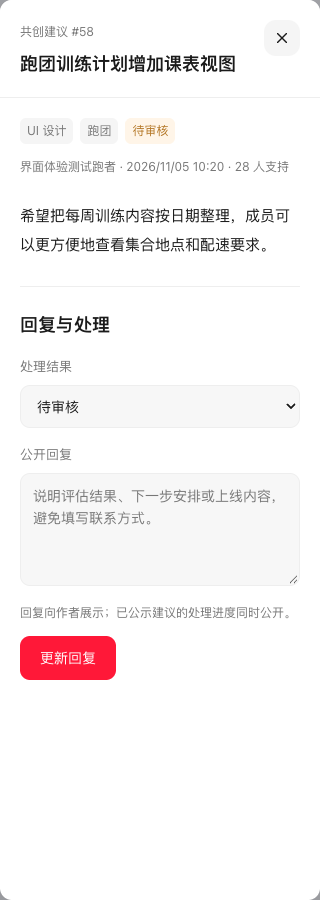 共创建议 #58
跑团训练计划增加课表视图
UI 设计 跑团 待审核
界面体验测试跑者 · 2026/11/05 10:20 · 28 人支持
希望把每周训练内容按日期整理，成员可
以更方便地查看集合地点和配速要求。
回复与处理
处理结果
待审核
公开回复
说明评估结果、下一步安排或上线内容，
避免填写联系方式。
回复向作者展示；已公示建议的处理进度同时公开。
更新回复